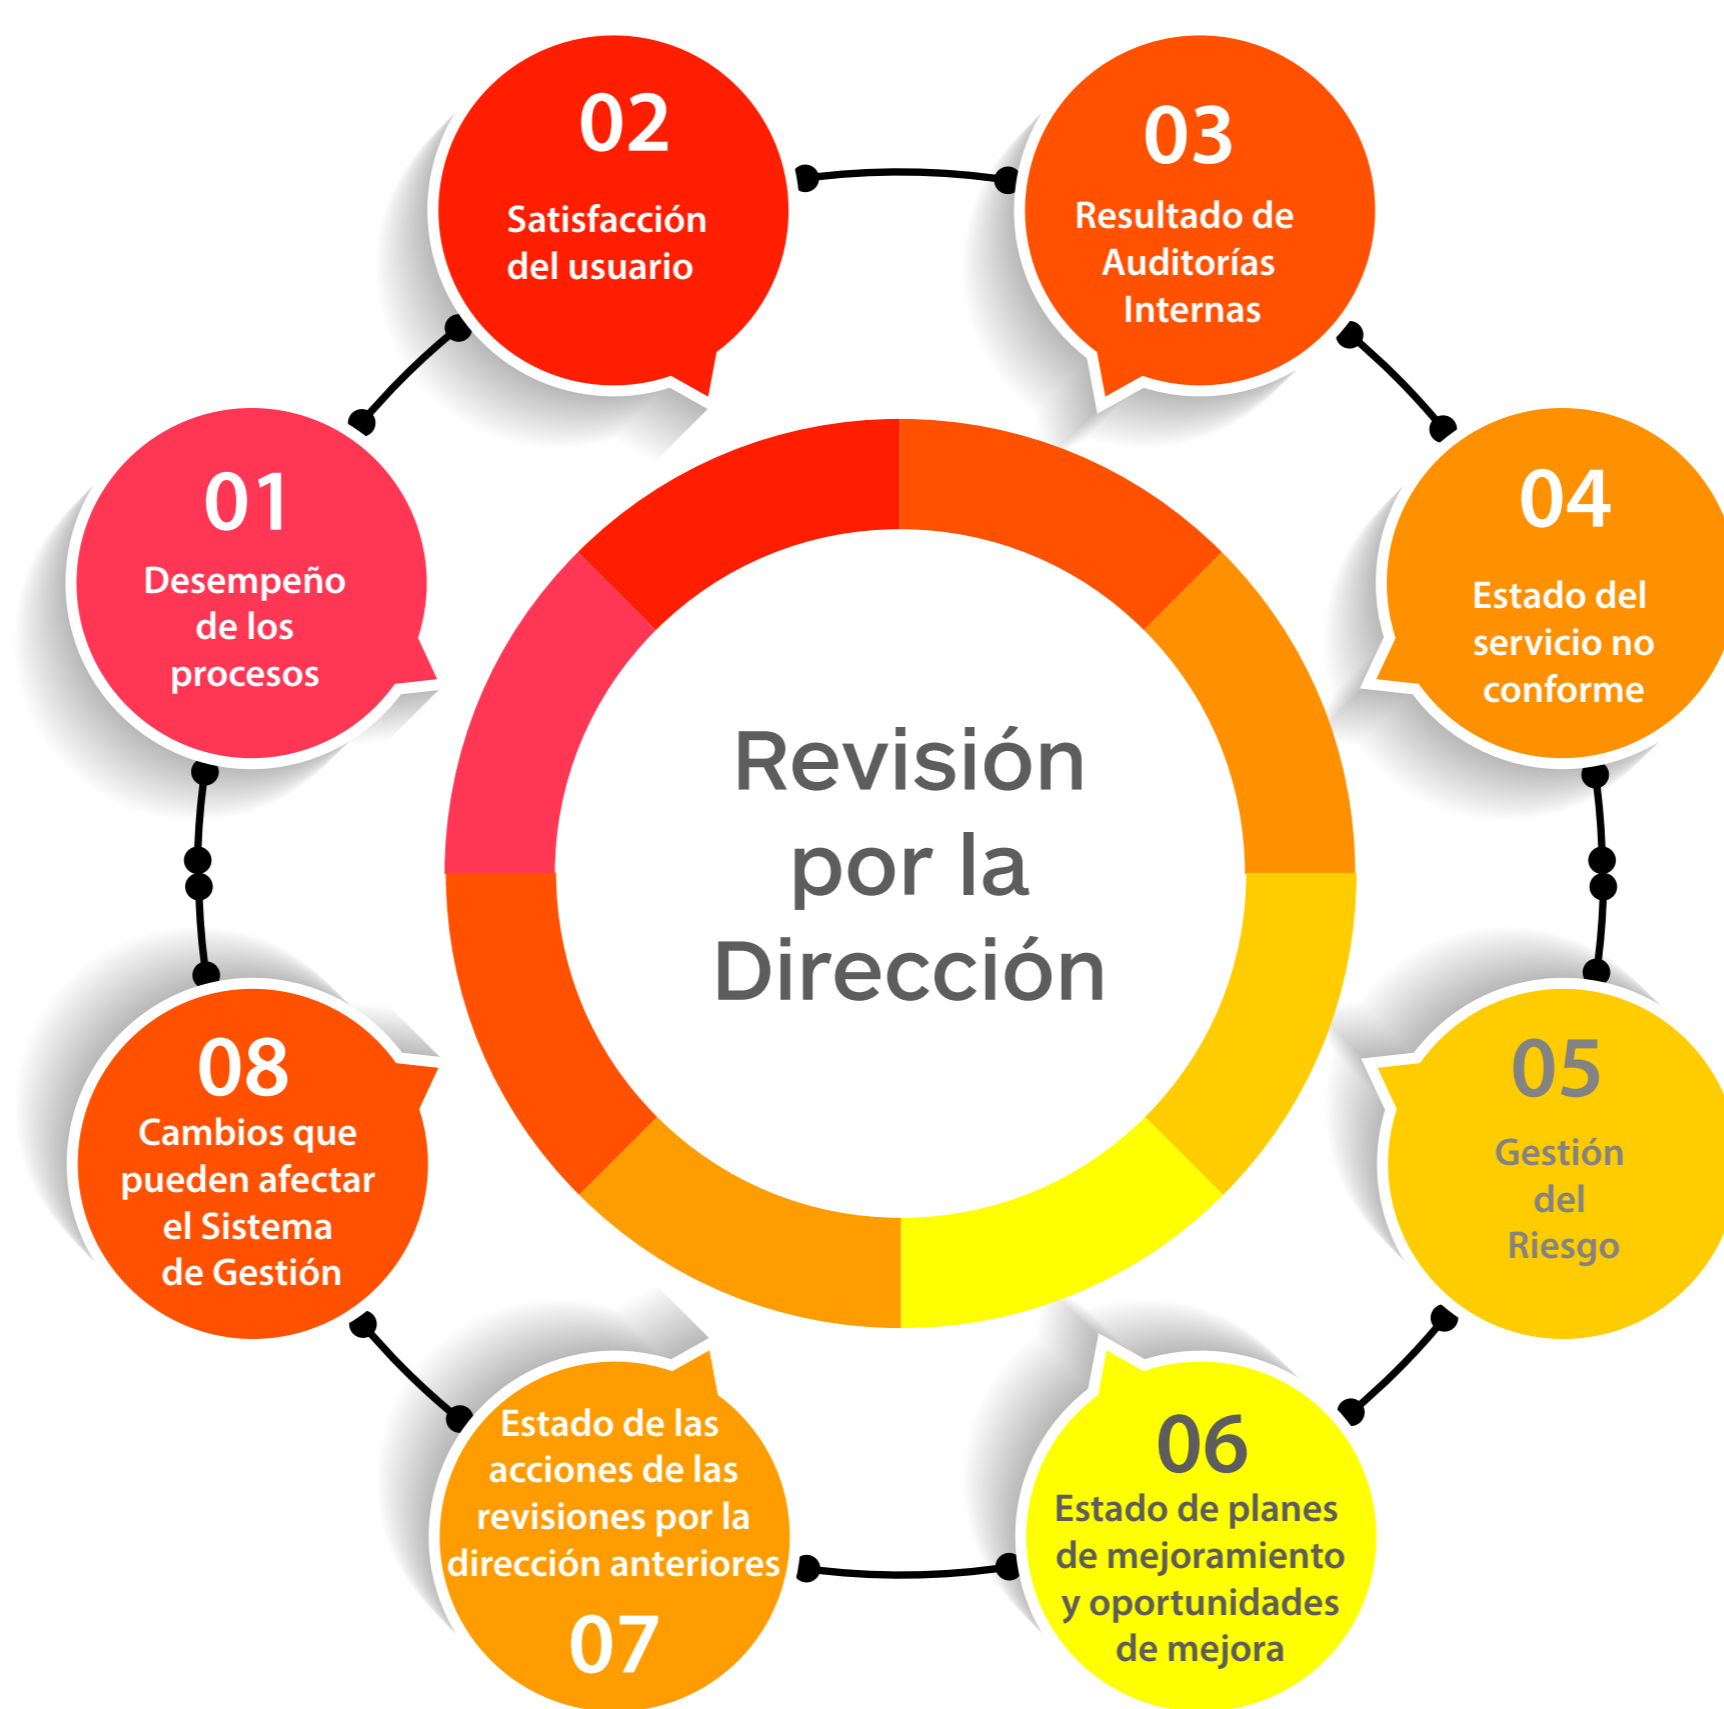 02
Satisfacción
del usuario
03
Resultado de
Auditorías
Internas
01
Desempeño
de los
procesos
04
Estado del
servicio no
conforme
Revisión
por la
Dirección
08
Cambios que
pueden afectar
el Sistema
de Gestión
05
Gestión
del
Riesgo
Estado de las
acciones de las
revisiones por la
dirección anteriores
07
06
Estado de planes
de mejoramiento
y oportunidades
de mejora